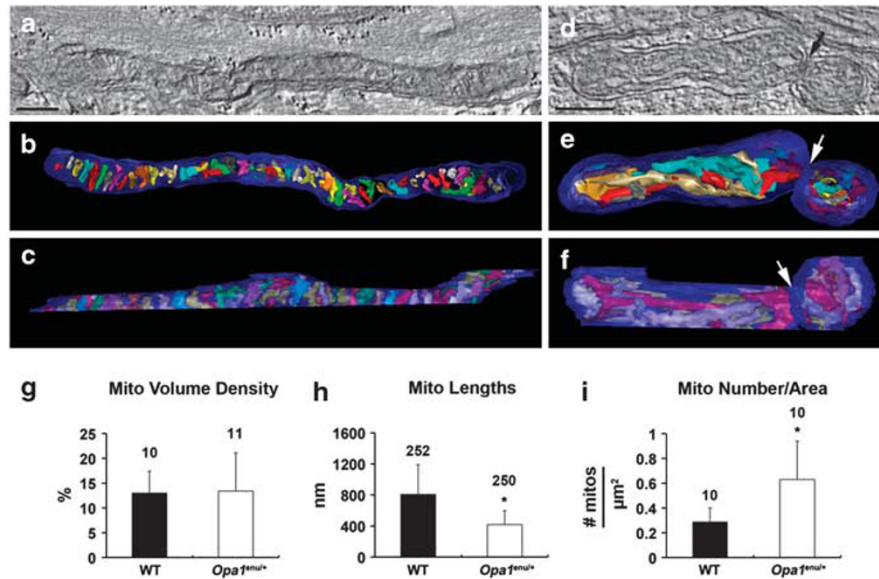 a
d
b
e
c
f
g Mito Volume Density
25
20
15
10
5
0
%
10
11
WT
Opa1enu/+
h Mito Lengths
1600
1200
800
400
0
nm
252
250
*
WT
Opa1enu/+
i Mito Number/Area
1
0.8
0.6
0.4
0.2
0
# mitos
µm²
10
10
*
WT
Opa1enu/+